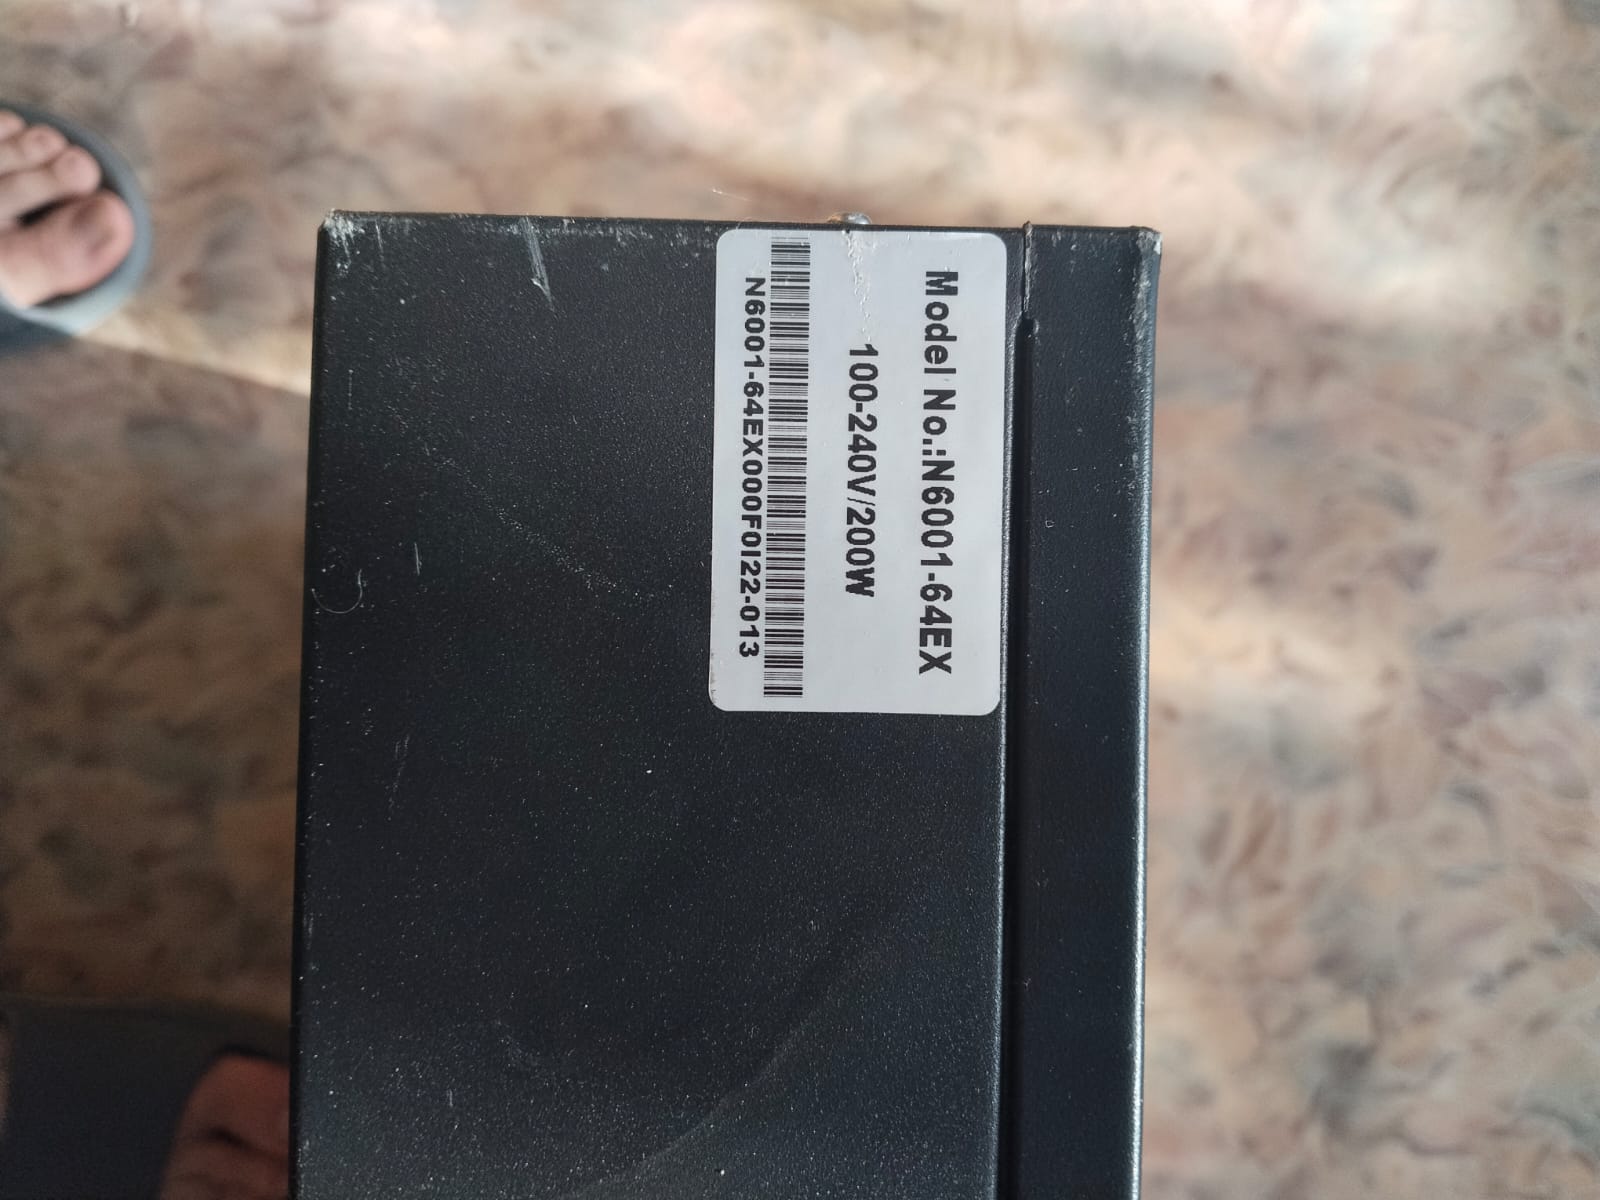 Model No.:N6001-64EX
100-240V/200W
N6001-64EX000F0I22-013